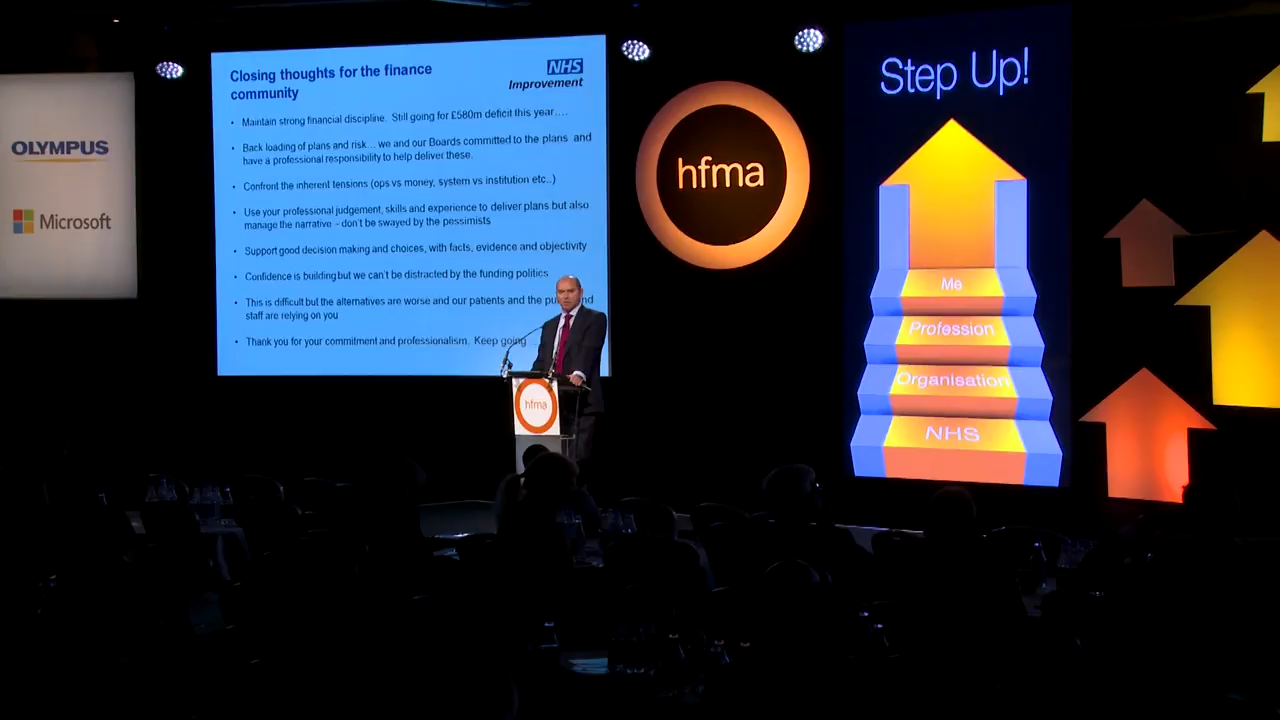 OLYMPUS
Microsoft
Closing thoughts for the finance
community
NHS
Improvement
Maintain strong financial discipline. Still going for £580m deficit this year….
Back loading of plans and risk… we and our Boards committed to the plans and
have a professional responsibility to help deliver these.
Confront the inherent tensions (ops vs money, system vs institution etc..)
Use your professional judgement, skills and experience to deliver plans but also
manage the narrative - don't be swayed by the pessimists
Support good decision making and choices, with facts, evidence and objectivity
Confidence is building but we can't be distracted by the funding politics
This is difficult but the alternatives are worse and our patients and the
staff are relying on you
Thank you for your commitment and professionalism. Keep going
hfma
hfma
Step Up!
Me
Profession
Organisation
NHS